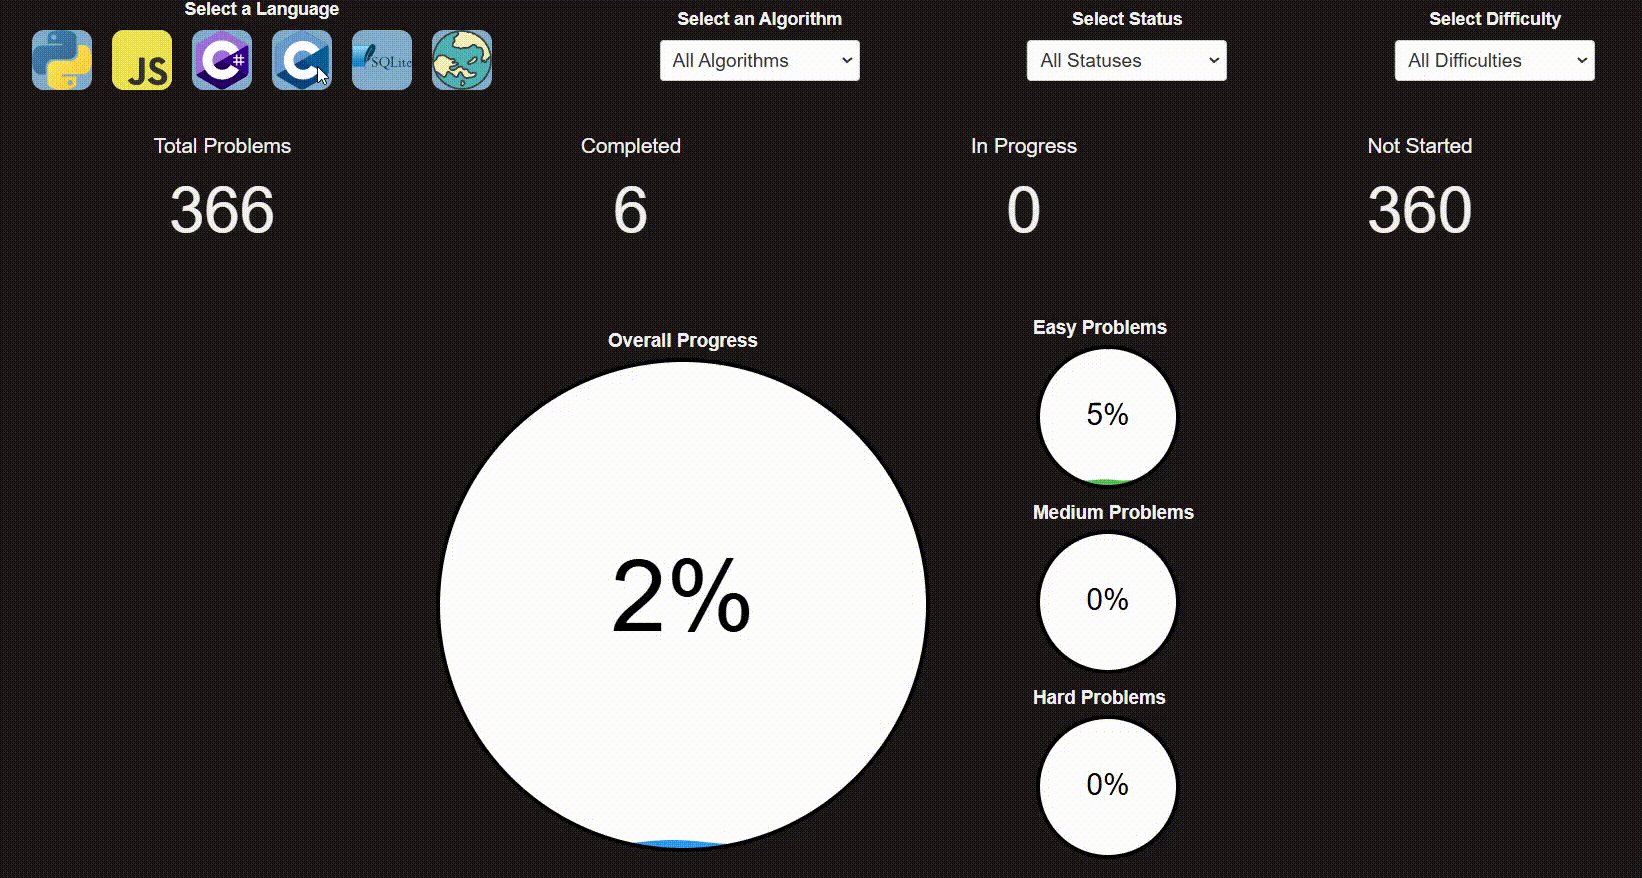 Select a Language
JS
C#
C
SQLite
Select an Algorithm
All Algorithms
Select Status
All Statuses
Select Difficulty
All Difficulties
Total Problems
366
Completed
6
In Progress
0
Not Started
360
Overall Progress
2%
Easy Problems
5%
Medium Problems
0%
Hard Problems
0%